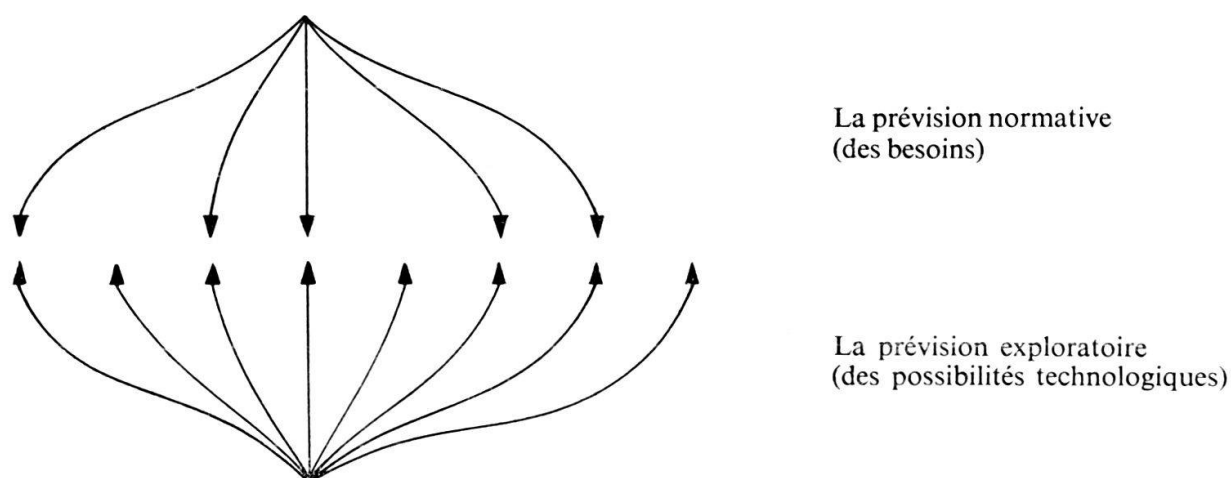 La prévision normative
(des besoins)
La prévision exploratoire
(des possibilités technologiques)